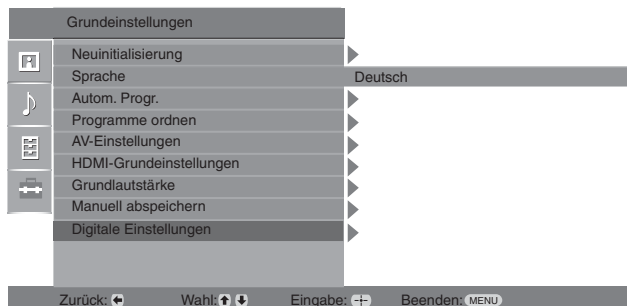 Grundeinstellungen
Neuinitialisierung
Sprache Deutsch
Autom. Progr.
Programme ordnen
AV-Einstellungen
HDMI-Grundeinstellungen
Grundlautstärke
Manuell abspeichern
Digitale Einstellungen
Zurück: Wahl: Eingabe: Beenden: MENU